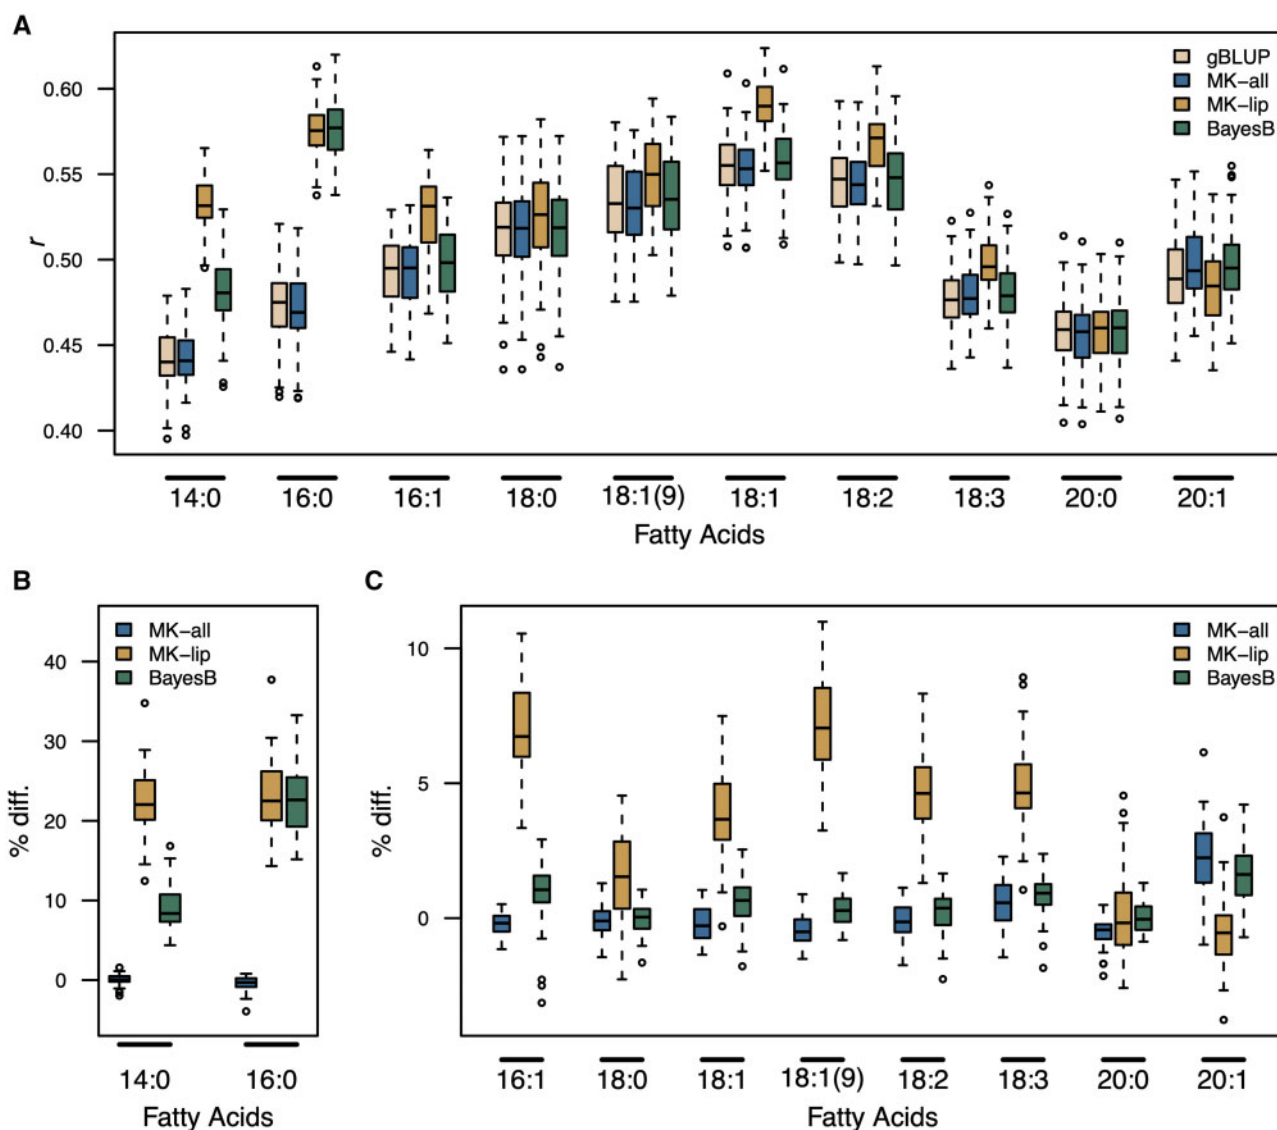 A
r
0.60
0.55
0.50
0.45
0.40
gBLUP
MK-all
MK-lip
BayesB
14:0 16:0 16:1 18:0 18:1(9) 18:1 18:2 18:3 20:0 20:1
Fatty Acids
B
% diff.
40
30
20
10
0
MK-all
MK-lip
BayesB
14:0 16:0
Fatty Acids
C
% diff.
10
5
0
MK-all
MK-lip
BayesB
16:1 18:0 18:1 18:1(9) 18:2 18:3 20:0 20:1
Fatty Acids